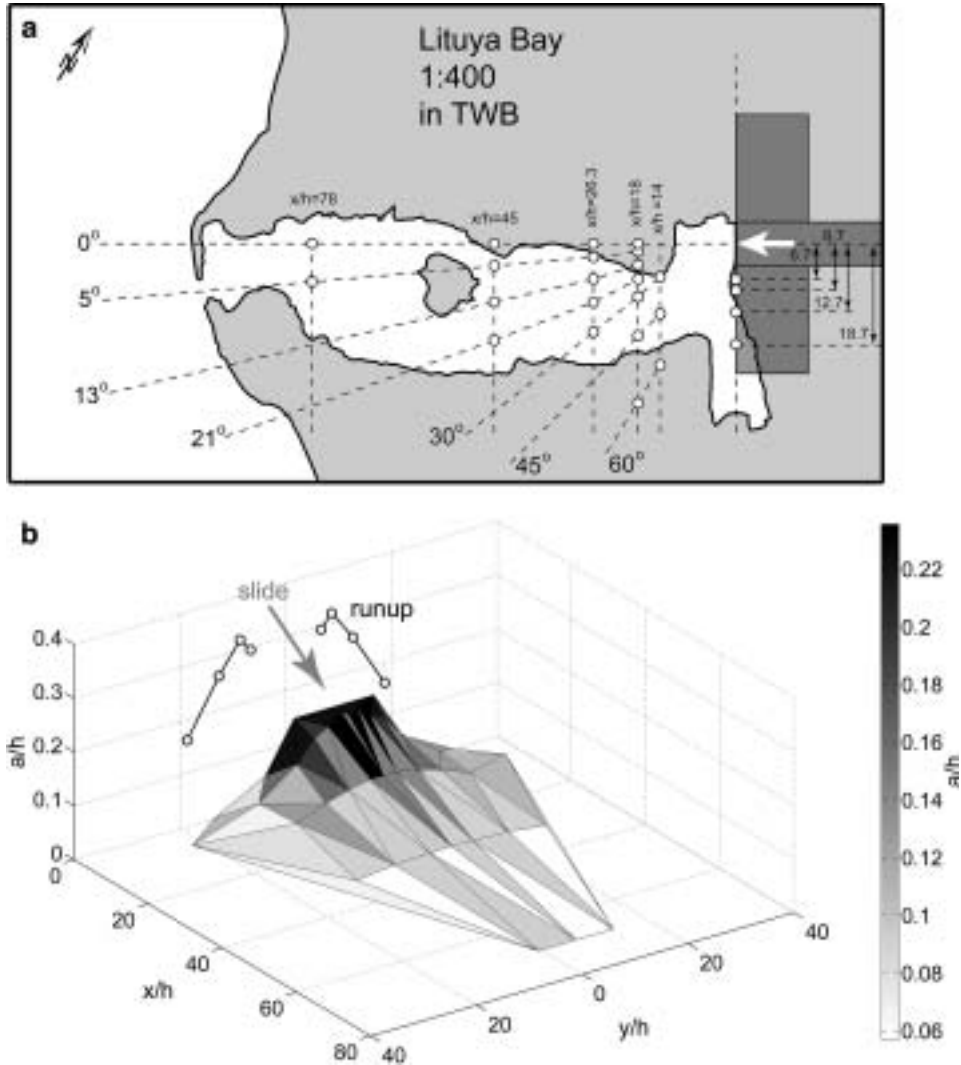 a
N
Lituya Bay
1:400
in TWB
x/h=78
x/h=45
x/h=26.3
x/h=18
x/h=14
0°
5°
13°
21°
30°
45°
60°
6.7
8.7
12.7
18.7
b
slide
runup
0.4
0.3
0.2
0.1
0
a/h
0
20
40
60
80
x/h
40
20
0
20
40
y/h
0.22
0.2
0.18
0.16
0.14
0.12
0.1
0.08
0.06
a/h